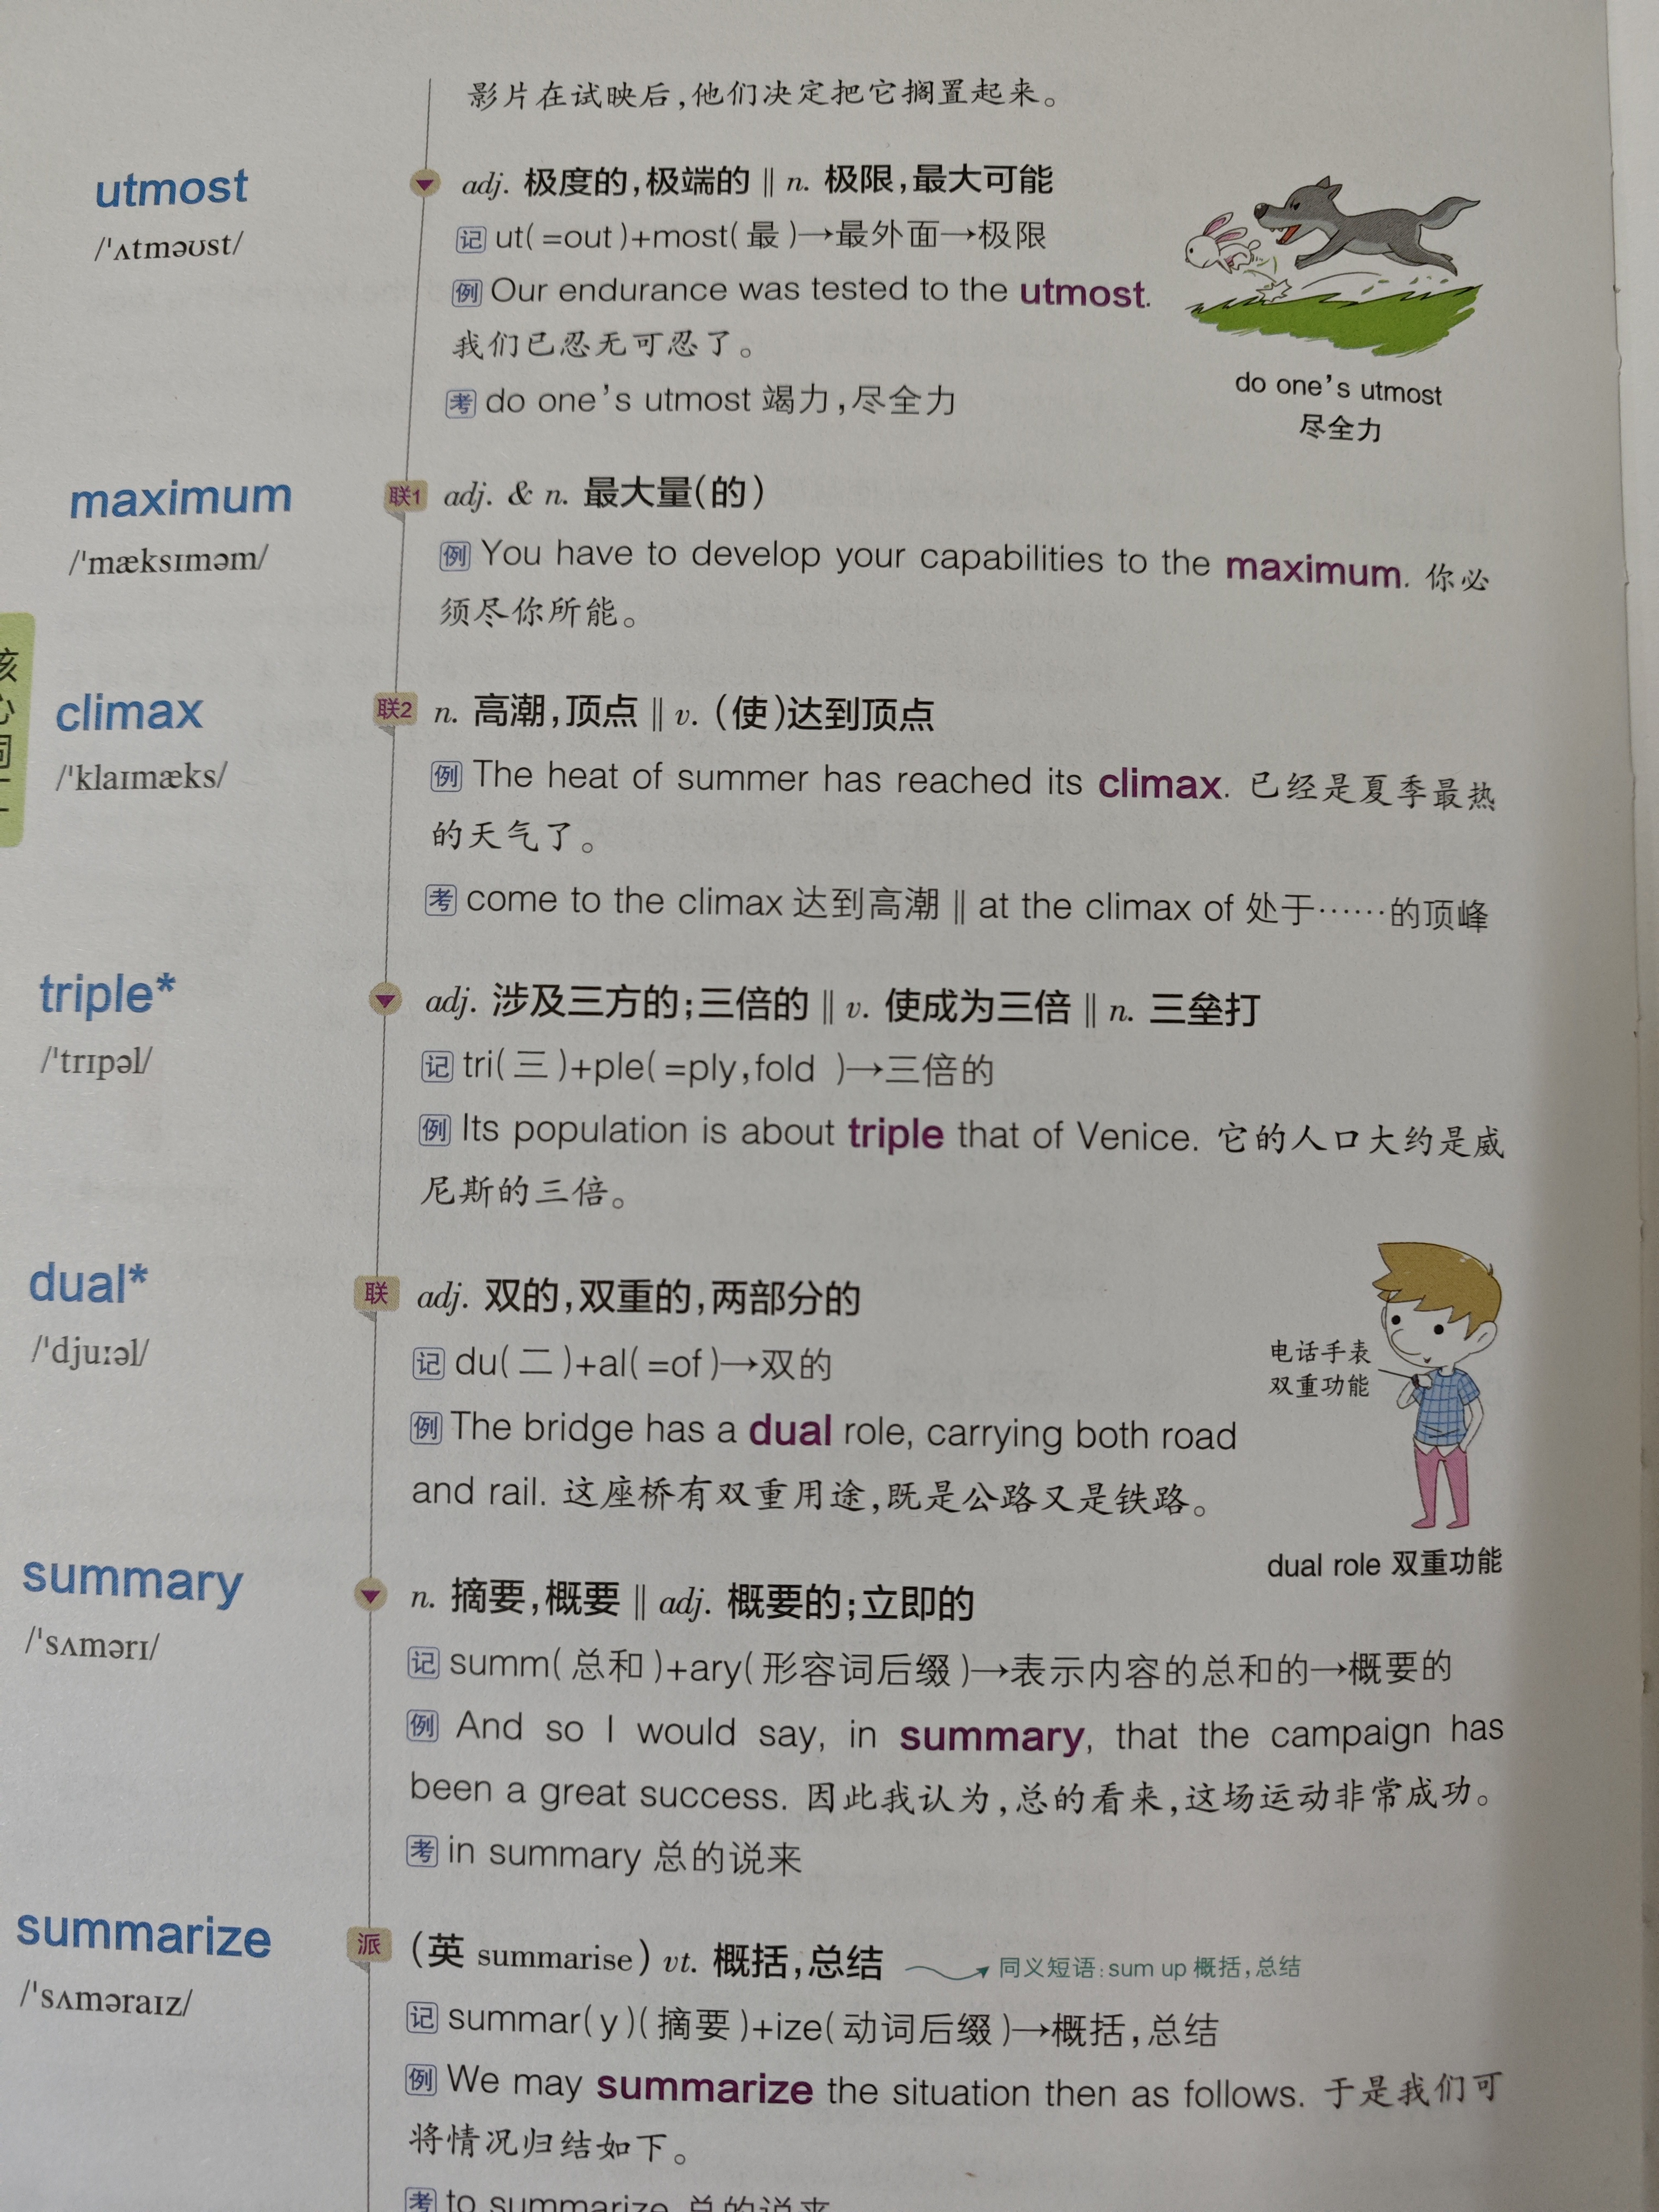 影片在试映后,他们决定把它搁置起来。
utmost
/ˈʌtməʊst/
adj. 极度的,极端的 ‖ n. 极限,最大可能
记 ut(=out)+most(最)→最外面→极限
例 Our endurance was tested to the utmost.
我们已忍无可忍了。
考 do one's utmost 竭力,尽全力
do one's utmost
尽全力
maximum
/ˈmæksɪməm/
联1 adj. & n. 最大量(的)
例 You have to develop your capabilities to the maximum. 你必
须尽你所能。
climax
/ˈklaɪmæks/
联2 n. 高潮,顶点 ‖ v. (使)达到顶点
例 The heat of summer has reached its climax. 已经是夏季最热
的天气了。
考 come to the climax 达到高潮 ‖ at the climax of 处于……的顶峰
triple*
/ˈtrɪpəl/
adj. 涉及三方的;三倍的 ‖ v. 使成为三倍 ‖ n. 三垒打
记 tri(三)+ple(=ply,fold )→三倍的
例 Its population is about triple that of Venice. 它的人口大约是威
尼斯的三倍。
dual*
/ˈdjuːəl/
联 adj. 双的,双重的,两部分的
记 du(二)+al(=of)→双的
例 The bridge has a dual role, carrying both road
and rail. 这座桥有双重用途,既是公路又是铁路。
电话手表
双重功能
dual role 双重功能
summary
/ˈsʌmərɪ/
n. 摘要,概要 ‖ adj. 概要的;立即的
记 summ(总和)+ary(形容词后缀)→表示内容的总和的→概要的
例 And so I would say, in summary, that the campaign has
been a great success. 因此我认为,总的看来,这场运动非常成功。
考 in summary 总的说来
summarize
/ˈsʌməraɪz/
派 (英 summarise) vt. 概括,总结 同义短语:sum up 概括,总结
记 summar(y)(摘要)+ize(动词后缀)→概括,总结
例 We may summarize the situation then as follows. 于是我们可
将情况归结如下。
考 to summarize 总的说来